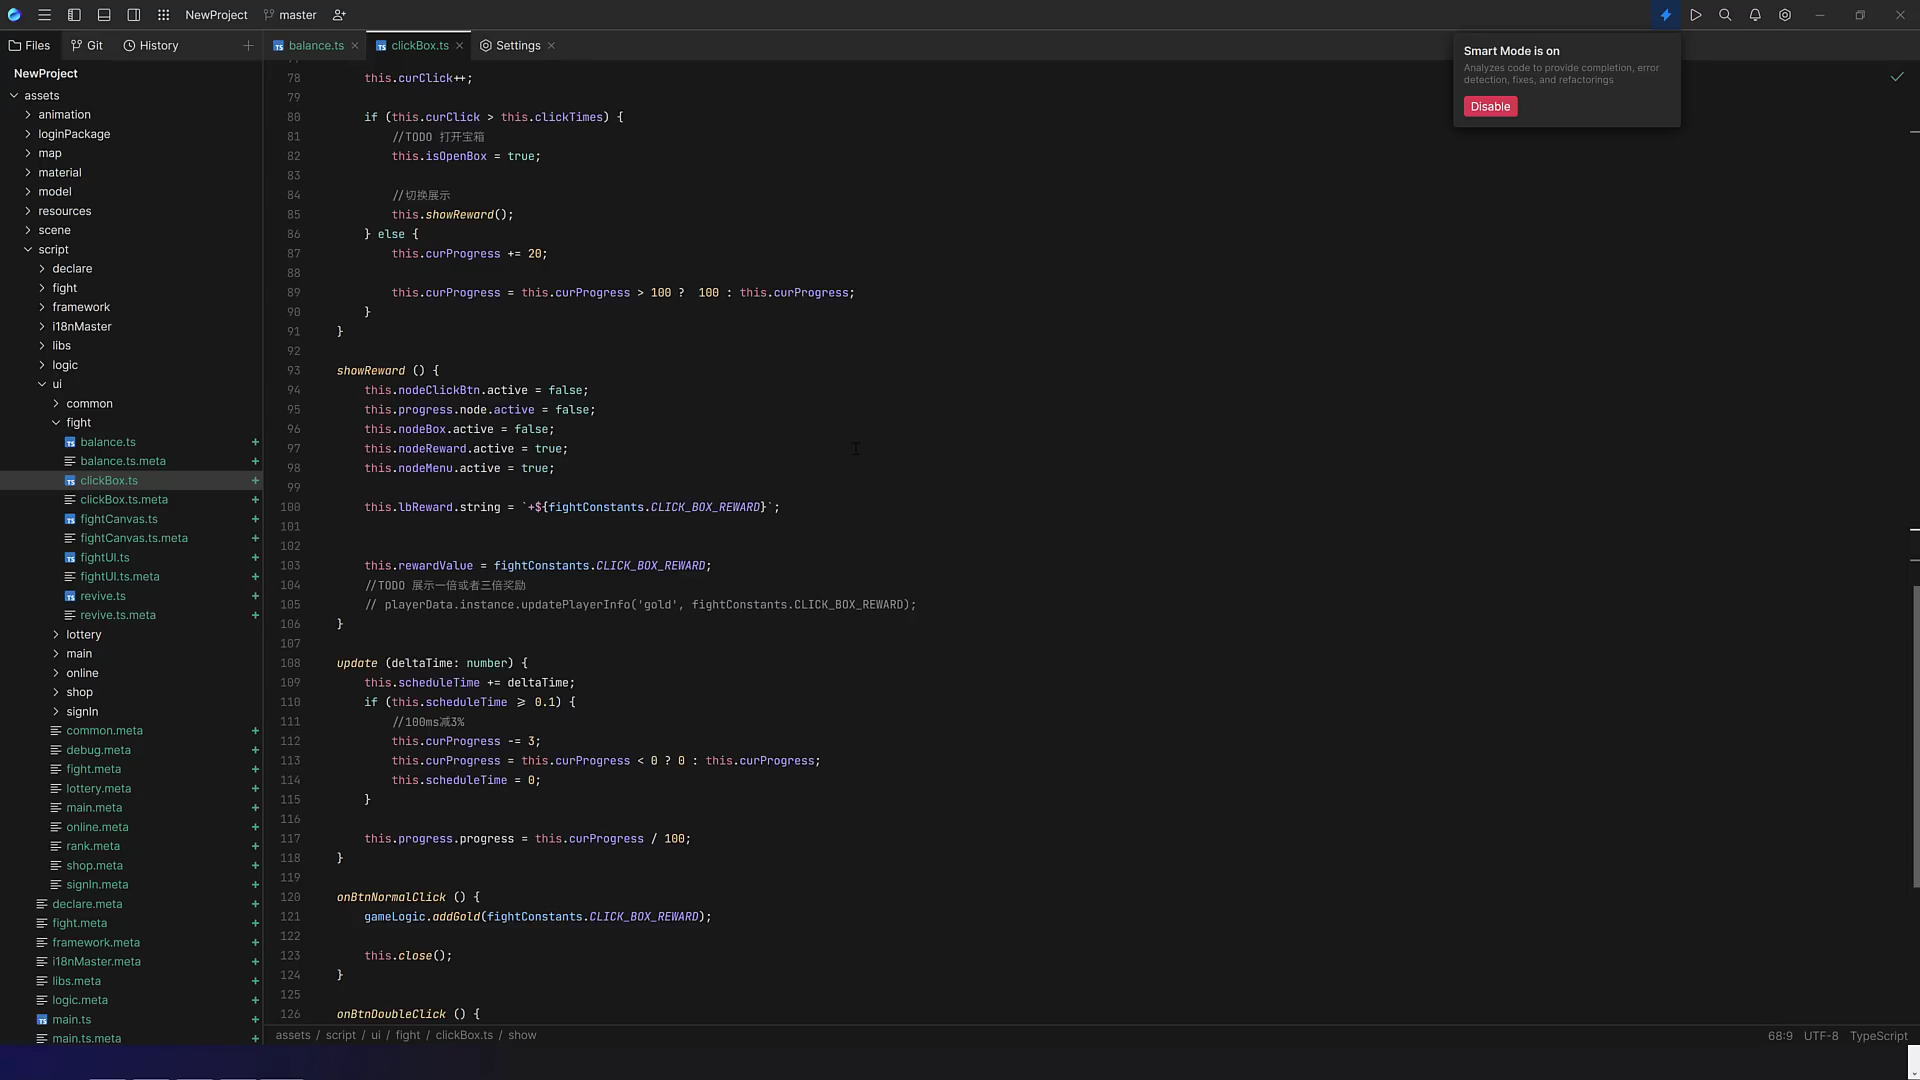 NewProject
master
Files
Git
History
balance.ts
clickBox.ts
Settings
Smart Mode is on
Analyzes code to provide completion, error
detection, fixes, and refactorings
Disable
NewProject
assets
animation
loginPackage
map
material
model
resources
scene
script
declare
fight
framework
i18nMaster
libs
logic
ui
common
fight
balance.ts
balance.ts.meta
clickBox.ts
clickBox.ts.meta
fightCanvas.ts
fightCanvas.ts.meta
fightUI.ts
fightUI.ts.meta
revive.ts
revive.ts.meta
lottery
main
online
shop
signIn
common.meta
debug.meta
fight.meta
lottery.meta
main.meta
online.meta
rank.meta
shop.meta
signIn.meta
declare.meta
fight.meta
framework.meta
i18nMaster.meta
libs.meta
logic.meta
main.ts
main.ts.meta
78 this.curClick++;
79
80 if (this.curClick > this.clickTimes) {
81 //TODO 打开宝箱
82 this.isOpenBox = true;
83
84 //切换展示
85 this.showReward();
86 } else {
87 this.curProgress += 20;
88
89 this.curProgress = this.curProgress > 100 ?  100 : this.curProgress;
90 }
91 }
92
93 showReward () {
94 this.nodeClickBtn.active = false;
95 this.progress.node.active = false;
96 this.nodeBox.active = false;
97 this.nodeReward.active = true;
98 this.nodeMenu.active = true;
99
100 this.lbReward.string = `+${fightConstants.CLICK_BOX_REWARD}`;
101
102
103 this.rewardValue = fightConstants.CLICK_BOX_REWARD;
104 //TODO 展示一倍或者三倍奖励
105 // playerData.instance.updatePlayerInfo('gold', fightConstants.CLICK_BOX_REWARD);
106 }
107
108 update (deltaTime: number) {
109 this.scheduleTime += deltaTime;
110 if (this.scheduleTime >= 0.1) {
111 //100ms减3%
112 this.curProgress -= 3;
113 this.curProgress = this.curProgress < 0 ? 0 : this.curProgress;
114 this.scheduleTime = 0;
115 }
116
117 this.progress.progress = this.curProgress / 100;
118 }
119
120 onBtnNormalClick () {
121 gameLogic.addGold(fightConstants.CLICK_BOX_REWARD);
122
123 this.close();
124 }
125
126 onBtnDoubleClick () {
assets / script / ui / fight / clickBox.ts / show
68:9 UTF-8 TypeScript